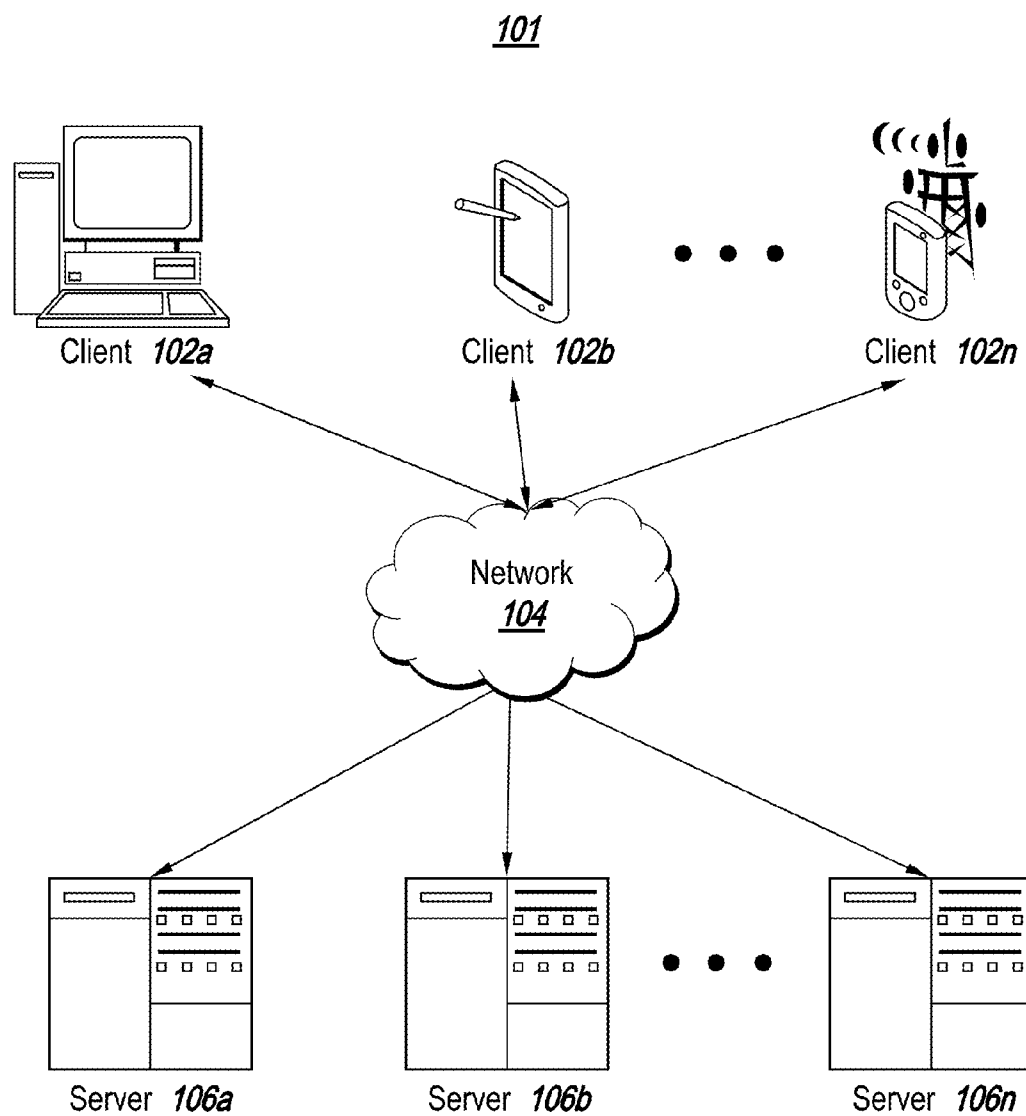 101
Client 102a
Client 102b
Client 102n
Network
104
Server 106a
Server 106b
Server 106n